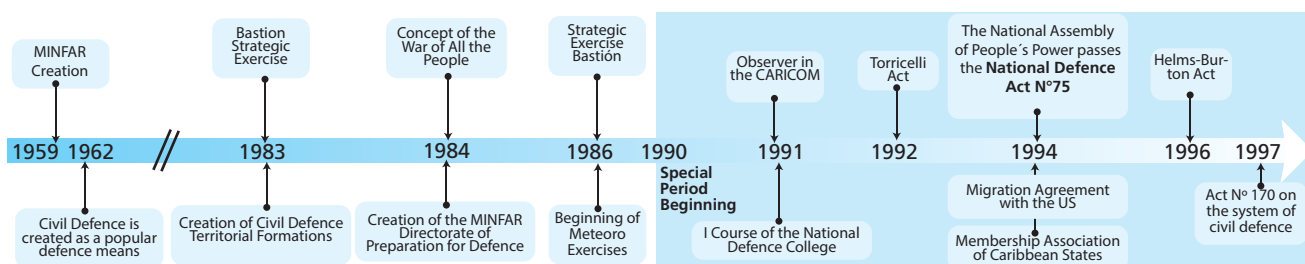 MINFAR
Creation
Bastion
Strategic
Exercise
Concept of the
War of All the
People
Strategic
Exercise
Bastión
Observer in
the CARICOM
Torricelli
Act
The National Assembly
of People´s Power passes
the National Defence
Act N°75
Helms-Bur-
ton Act
1959 1962 1983 1984 1986 1990 1991 1992 1994 1996 1997
Special
Period
Beginning
Civil Defence is
created as a popular
defence means
Creation of Civil Defence
Territorial Formations
Creation of the MINFAR
Directorate of
Preparation for Defence
Beginning of
Meteoro
Exercises
I Course of the National
Defence College
Migration Agreement
with the US
Membership Association
of Caribbean States
Act Nº 170 on
the system of
civil defence